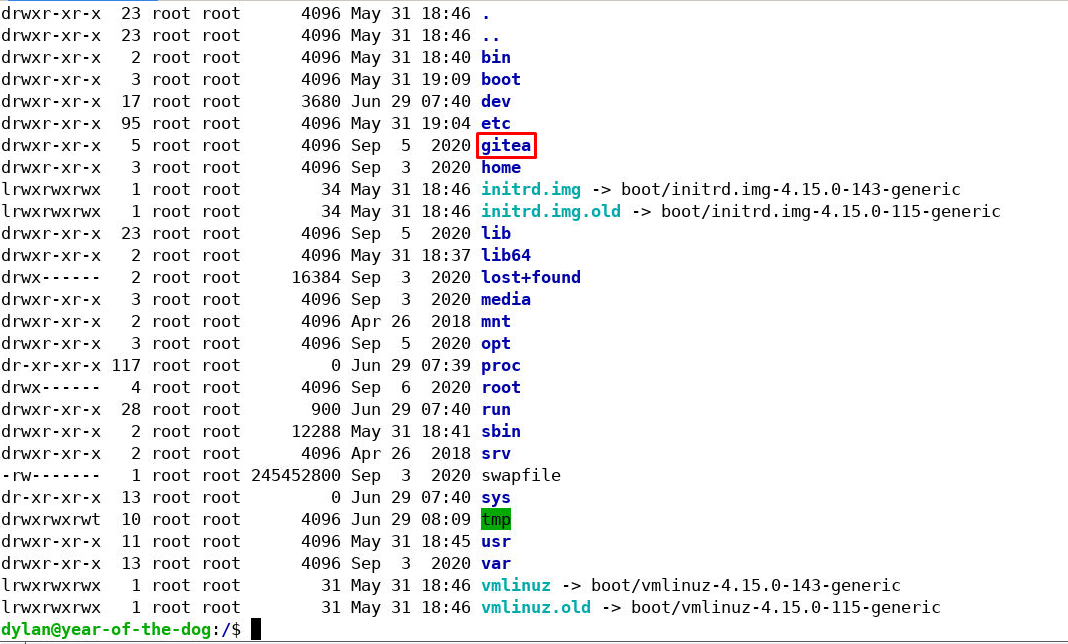 drwxr-xr-x  23 root root      4096 May 31 18:46 .
drwxr-xr-x  23 root root      4096 May 31 18:46 ..
drwxr-xr-x   2 root root      4096 May 31 18:40 bin
drwxr-xr-x   3 root root      4096 May 31 19:09 boot
drwxr-xr-x  17 root root      3680 Jun 29 07:40 dev
drwxr-xr-x  95 root root      4096 May 31 19:04 etc
drwxr-xr-x   5 root root      4096 Sep  5  2020 gitea
drwxr-xr-x   3 root root      4096 Sep  3  2020 home
lrwxrwxrwx   1 root root        34 May 31 18:46 initrd.img -> boot/initrd.img-4.15.0-143-generic
lrwxrwxrwx   1 root root        34 May 31 18:46 initrd.img.old -> boot/initrd.img-4.15.0-115-generic
drwxr-xr-x  23 root root      4096 Sep  5  2020 lib
drwxr-xr-x   2 root root      4096 May 31 18:37 lib64
drwx------   2 root root     16384 Sep  3  2020 lost+found
drwxr-xr-x   3 root root      4096 Sep  3  2020 media
drwxr-xr-x   2 root root      4096 Apr 26  2018 mnt
drwxr-xr-x   3 root root      4096 Sep  5  2020 opt
dr-xr-xr-x 117 root root         0 Jun 29 07:39 proc
drwx------   4 root root      4096 Sep  6  2020 root
drwxr-xr-x  28 root root       900 Jun 29 07:40 run
drwxr-xr-x   2 root root     12288 May 31 18:41 sbin
drwxr-xr-x   2 root root      4096 Apr 26  2018 srv
-rw-------   1 root root 245452800 Sep  3  2020 swapfile
dr-xr-xr-x  13 root root         0 Jun 29 07:40 sys
drwxrwxrwt  10 root root      4096 Jun 29 08:09 tmp
drwxr-xr-x  11 root root      4096 May 31 18:45 usr
drwxr-xr-x  13 root root      4096 Sep  3  2020 var
lrwxrwxrwx   1 root root        31 May 31 18:46 vmlinuz -> boot/vmlinuz-4.15.0-143-generic
lrwxrwxrwx   1 root root        31 May 31 18:46 vmlinuz.old -> boot/vmlinuz-4.15.0-115-generic
dylan@year-of-the-dog:/$